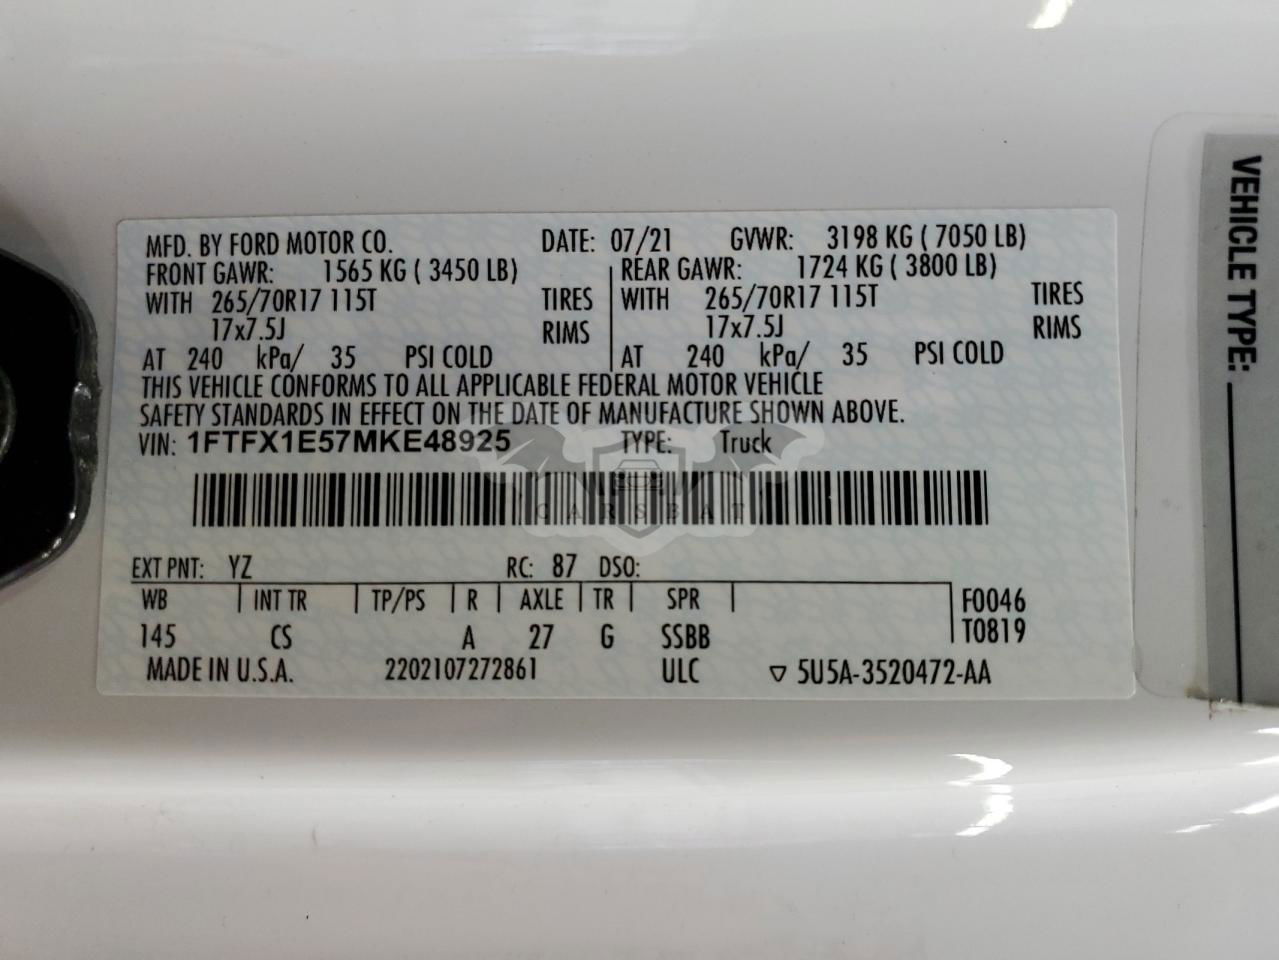 MFD. BY FORD MOTOR CO. DATE: 07/21 GVWR: 3198 KG ( 7050 LB)
FRONT GAWR: 1565 KG ( 3450 LB) REAR GAWR: 1724 KG ( 3800 LB)
WITH 265/70R17 115T TIRES WITH 265/70R17 115T TIRES
17x7.5J RIMS 17x7.5J RIMS
AT 240 kPa/ 35 PSI COLD AT 240 kPa/ 35 PSI COLD
THIS VEHICLE CONFORMS TO ALL APPLICABLE FEDERAL MOTOR VEHICLE
SAFETY STANDARDS IN EFFECT ON THE DATE OF MANUFACTURE SHOWN ABOVE.
VIN: 1FTFX1E57MKE48925 TYPE: Truck
CARSBAT
EXT PNT: YZ RC: 87 DSO:
WB INT TR TP/PS R AXLE TR SPR F0046
145 CS A 27 G SSBB T0819
MADE IN U.S.A. 2202107272861 ULC ▽ 5U5A-3520472-AA
VEHICLE TYPE: